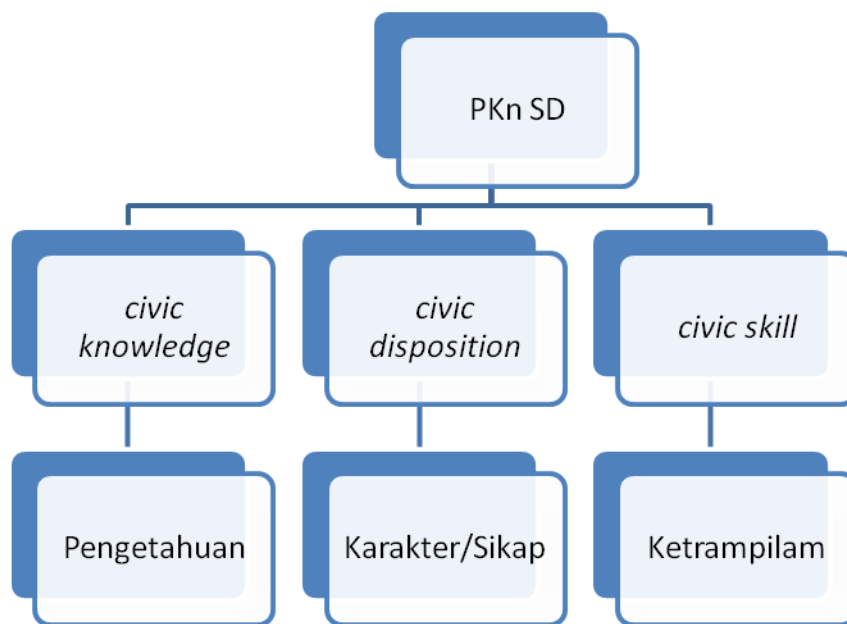 PKn SD
civic
knowledge
civic
disposition
civic skill
Pengetahuan
Karakter/Sikap
Ketrampilam